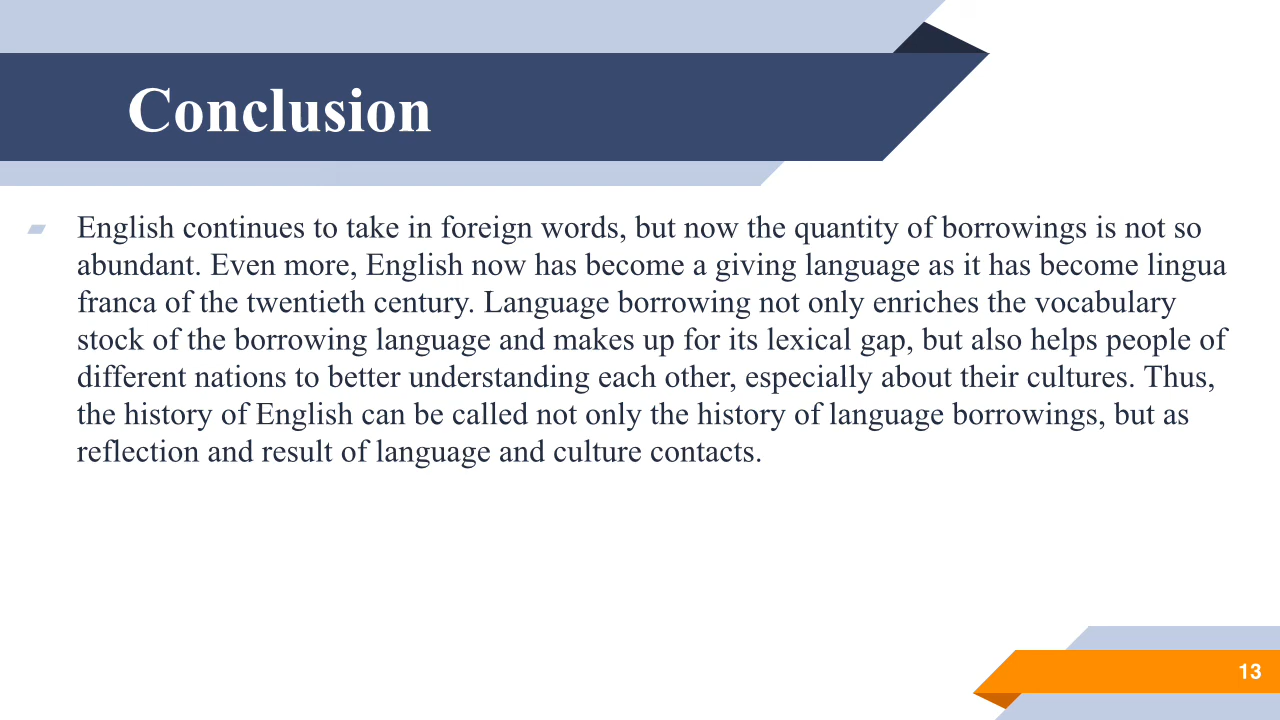 Conclusion
English continues to take in foreign words, but now the quantity of borrowings is not so
abundant. Even more, English now has become a giving language as it has become lingua
franca of the twentieth century. Language borrowing not only enriches the vocabulary
stock of the borrowing language and makes up for its lexical gap, but also helps people of
different nations to better understanding each other, especially about their cultures. Thus,
the history of English can be called not only the history of language borrowings, but as
reflection and result of language and culture contacts.
13